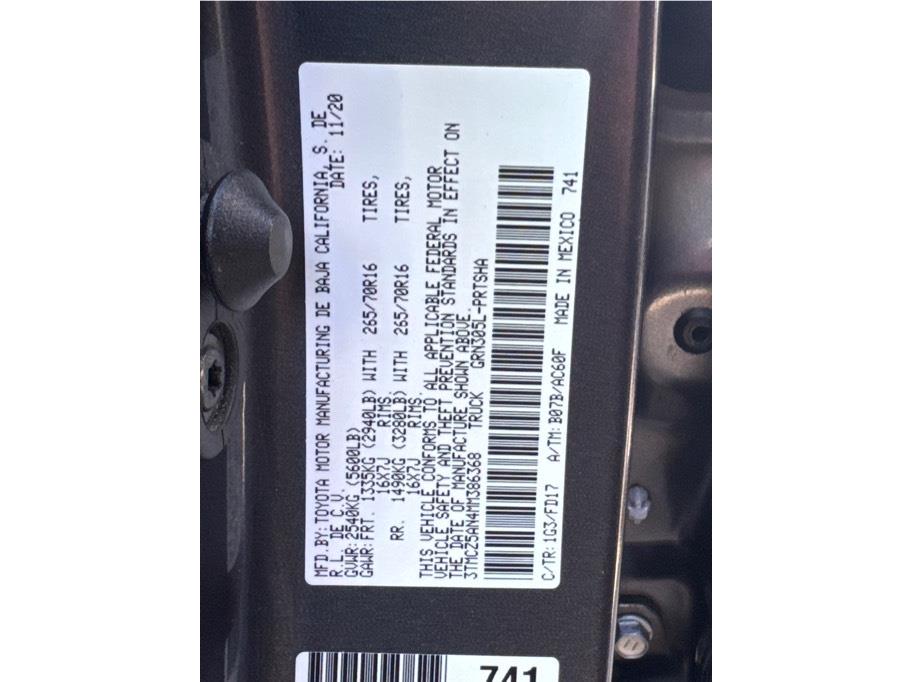 MFD.BY:TOYOTA MOTOR MANUFACTURING DE BAJA CALIFORNIA, S. DE
R.L. DE C.V. DATE: 11/20
GVWR:2540KG (5600LB)
GAWR:FRT. 1335KG (2940LB) WITH 265/70R16 TIRES,
16X7J RIMS.
RR. 1490KG (3280LB) WITH 265/70R16 TIRES,
16X7J RIMS.
THIS VEHICLE CONFORMS TO ALL APPLICABLE FEDERAL MOTOR
VEHICLE SAFETY AND THEFT PREVENTION STANDARDS IN EFFECT ON
THE DATE OF MANUFACTURE SHOWN ABOVE.
3TMCZ5AN4MM386368 TRUCK GRN305L-PRTSHA
C/TR:1G3/FD17 A/TM:B07B/AC60F MADE IN MEXICO 741
741